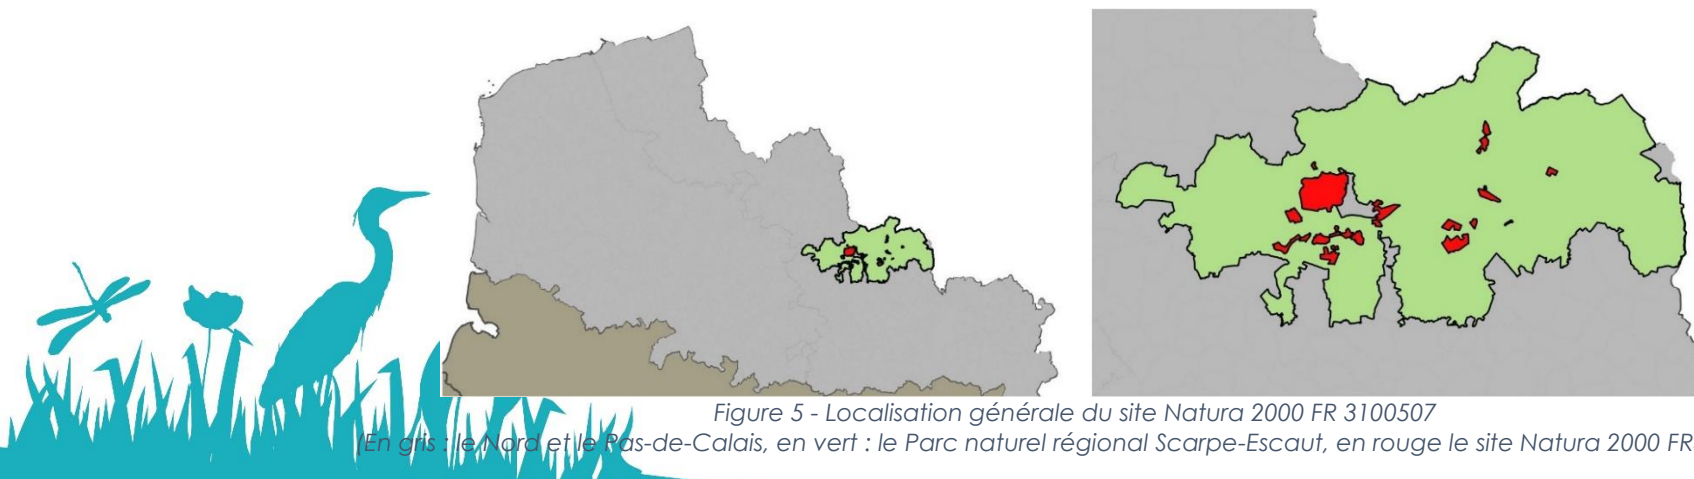 Figure 5 - Localisation générale du site Natura 2000 FR 3100507
(En gris : le Nord et le Pas-de-Calais, en vert : le Parc naturel régional Scarpe-Escaut, en rouge le site Natura 2000 FR